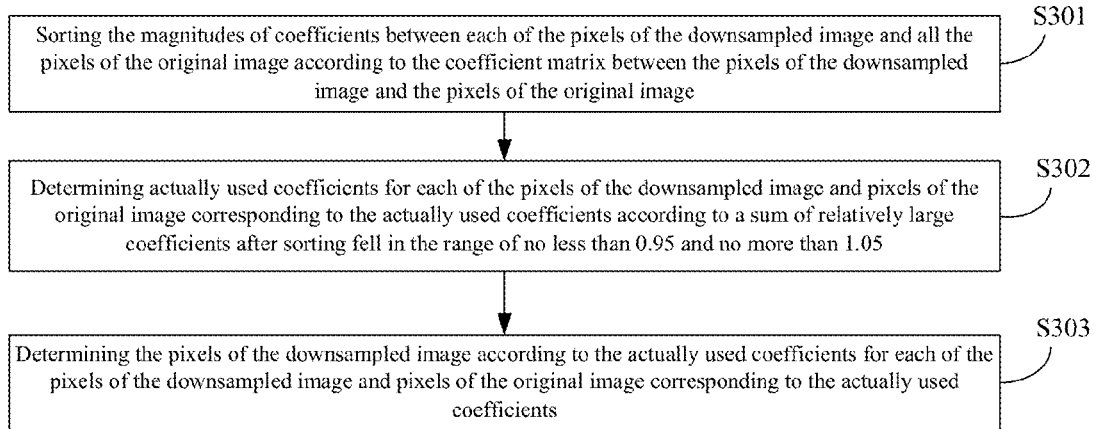 S301
Sorting the magnitudes of coefficients between each of the pixels of the downsampled image and all the
pixels of the original image according to the coefficient matrix between the pixels of the downsampled
image and the pixels of the original image
S302
Determining actually used coefficients for each of the pixels of the downsampled image and pixels of the
original image corresponding to the actually used coefficients according to a sum of relatively large
coefficients after sorting fell in the range of no less than 0.95 and no more than 1.05
S303
Determining the pixels of the downsampled image according to the actually used coefficients for each of the
pixels of the downsampled image and pixels of the original image corresponding to the actually used
coefficients